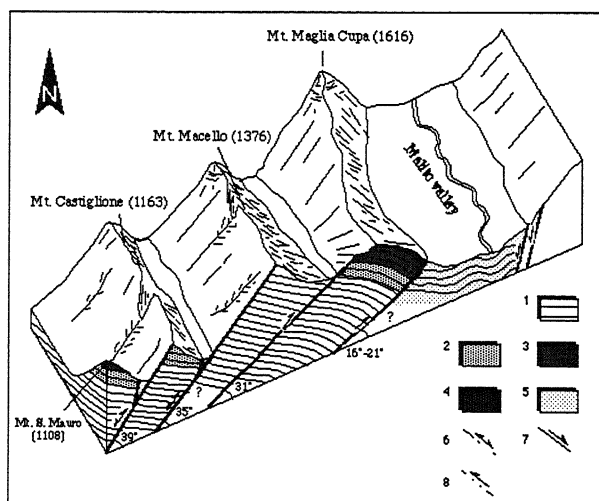 Mt. Maglia Cupa (1616)
N
Mt. Macello (1376)
Mt. Castiglione (1163)
valley
Mt. S. Mauro
(1108)
39°
?
35°
31°
?
16°-21°
1
2
3
4
5
6
7
8